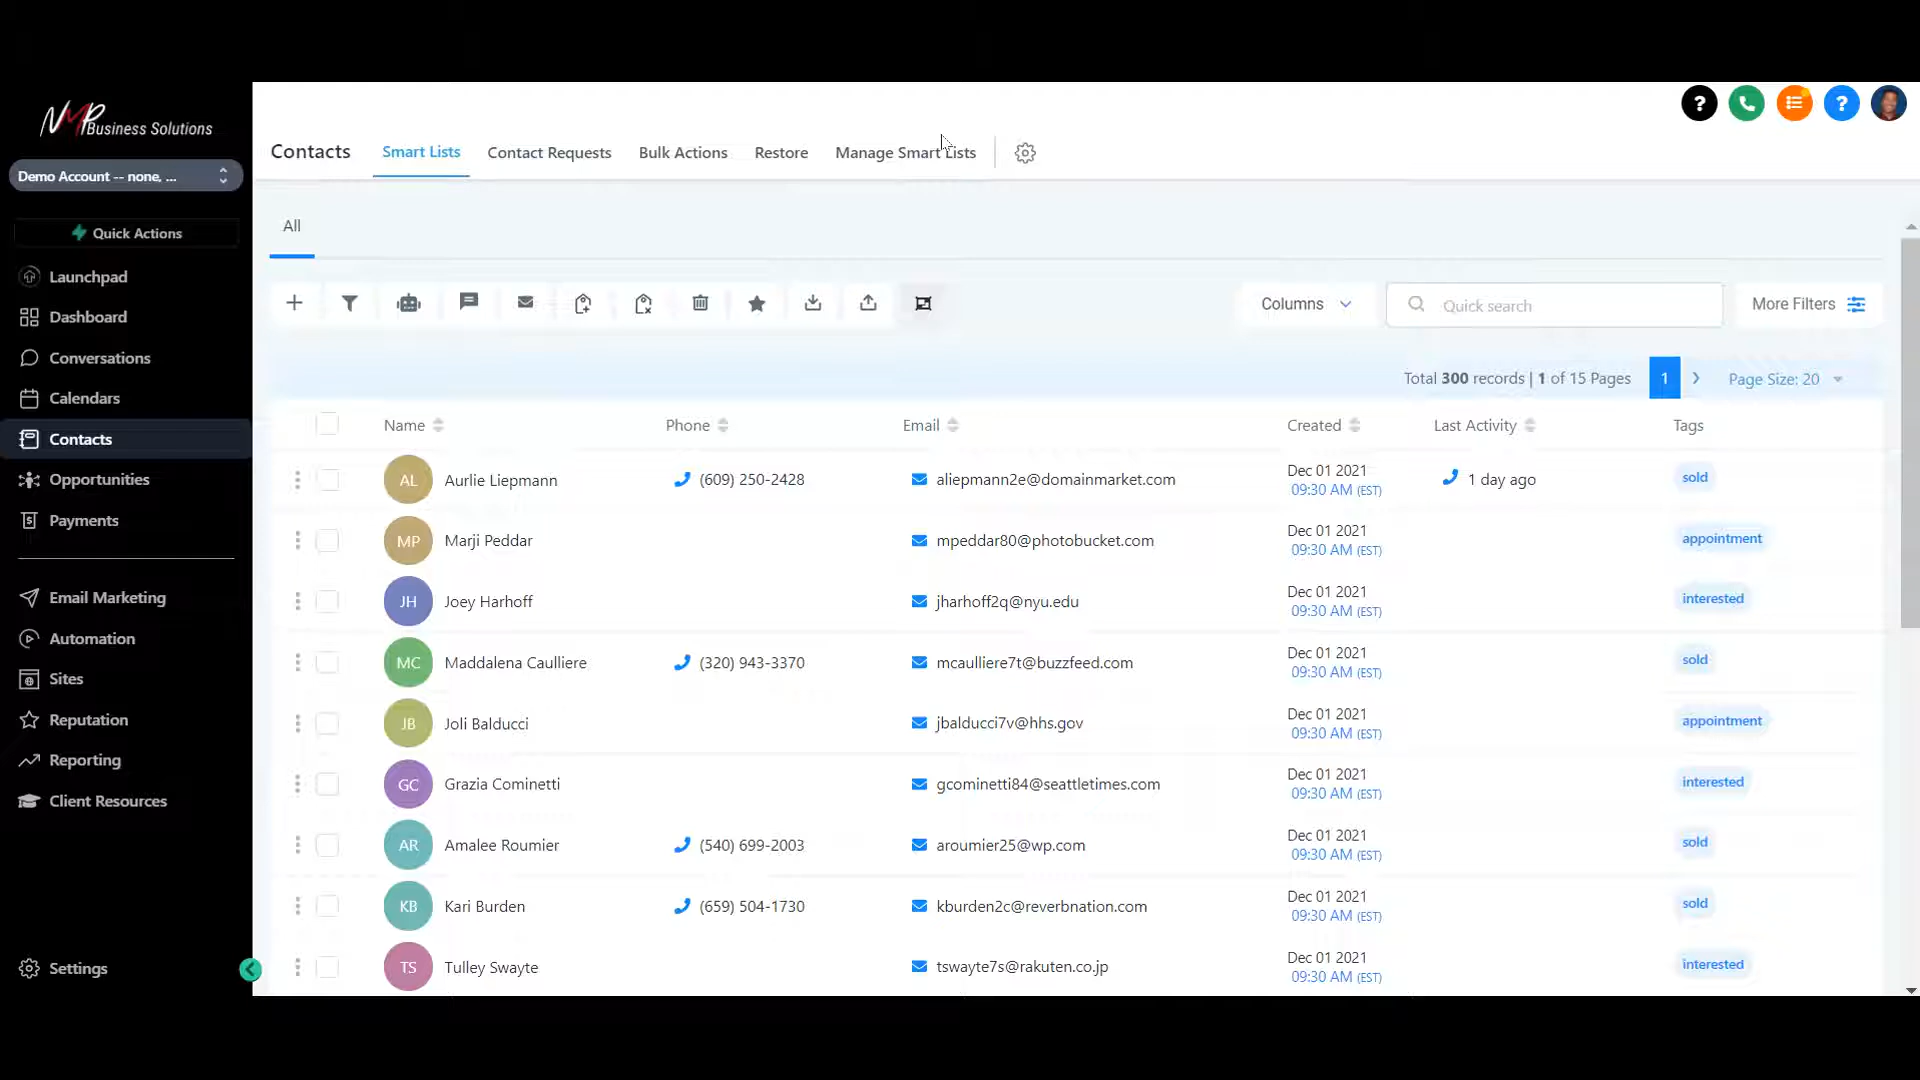 NMP Business Solutions
Demo Account -- none, ...
Quick Actions
Launchpad
Dashboard
Conversations
Calendars
Contacts
Opportunities
Payments
Email Marketing
Automation
Sites
Reputation
Reporting
Client Resources
Settings
Contacts Smart Lists Contact Requests Bulk Actions Restore Manage Smart Lists
? ?
All
Columns Quick search More Filters
Total 300 records | 1 of 15 Pages 1 Page Size: 20
Name Phone Email Created Last Activity Tags
AL Aurlie Liepmann (609) 250-2428 aliepmann2e@domainmarket.com Dec 01 2021 1 day ago sold
09:30 AM (EST)
MP Marji Peddar mpeddar80@photobucket.com Dec 01 2021 appointment
09:30 AM (EST)
JH Joey Harhoff jharhoff2q@nyu.edu Dec 01 2021 interested
09:30 AM (EST)
MC Maddalena Caulliere (320) 943-3370 mcaulliere7t@buzzfeed.com Dec 01 2021 sold
09:30 AM (EST)
JB Joli Balducci jbalducci7v@hhs.gov Dec 01 2021 appointment
09:30 AM (EST)
GC Grazia Cominetti gcominetti84@seattletimes.com Dec 01 2021 interested
09:30 AM (EST)
AR Amalee Roumier (540) 699-2003 aroumier25@wp.com Dec 01 2021 sold
09:30 AM (EST)
KB Kari Burden (659) 504-1730 kburden2c@reverbnation.com Dec 01 2021 sold
09:30 AM (EST)
TS Tulley Swayte tswayte7s@rakuten.co.jp Dec 01 2021 interested
09:30 AM (EST)